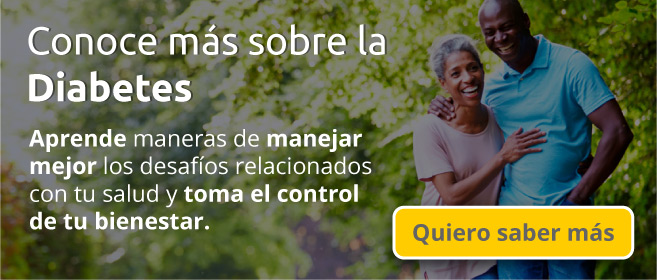 Conoce más sobre la
Diabetes
Aprende maneras de manejar
mejor los desafíos relacionados
con tu salud y toma el control
de tu bienestar.
Quiero saber más